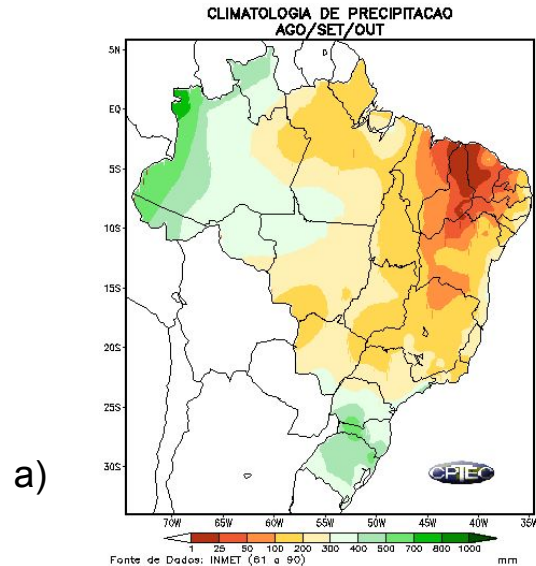 CLIMATOLOGIA DE PRECIPITACAO
AGO/SET/OUT
5N
EQ
5S
10S
15S
20S
25S
30S
a)
CPTEC
70W 65W 60W 55W 50W 45W 40W 35W
1 25 50 100 200 300 400 500 700 800 1000
Fonte de Dados: INMET (61 a 90) mm